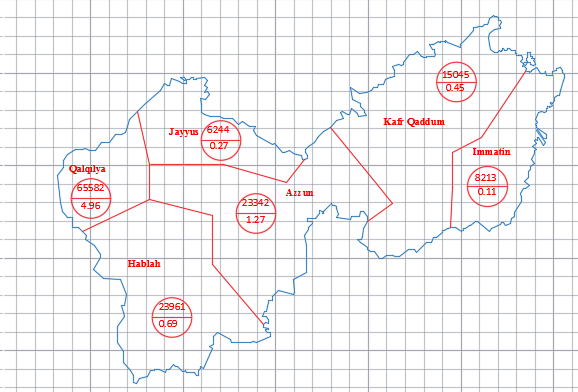 15045
0.45
Kafr Qaddum
Jayyus
6244
0.27
Immatin
8213
0.11
Qalqilya
65582
4.96
Azzun
23342
1.27
Hablah
23961
0.69